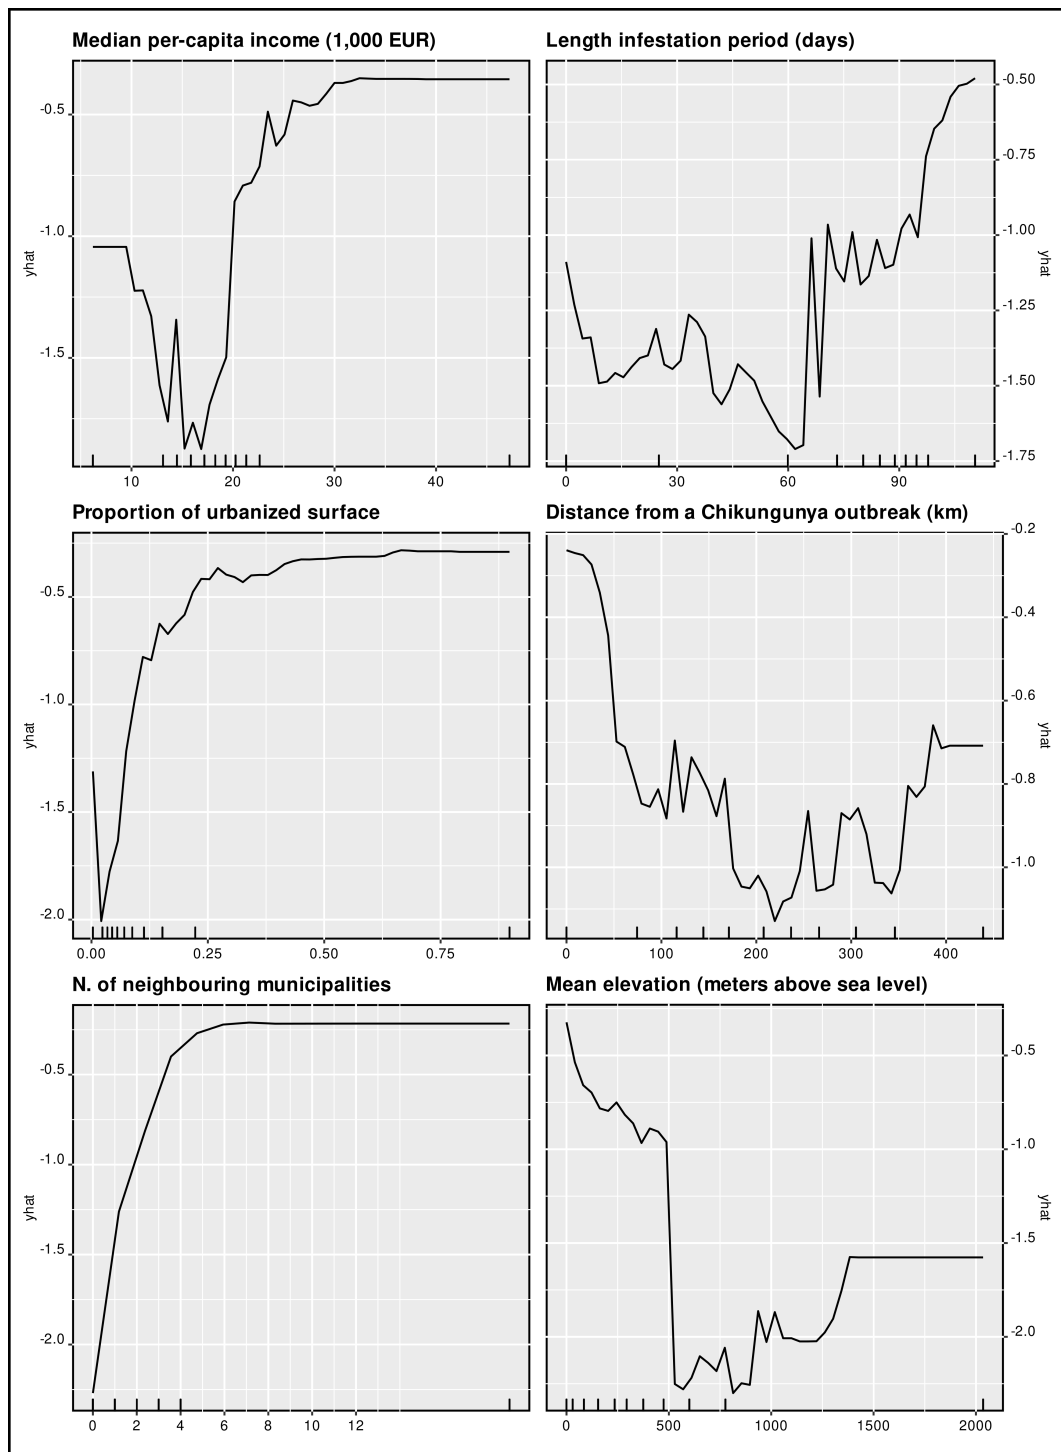 Median per-capita income (1,000 EUR)
Length infestation period (days)
-0.5
-1.0
-1.5
yhat
10 20 30 40
-0.50
-0.75
-1.00
-1.25
-1.50
-1.75
yhat
0 30 60 90
Proportion of urbanized surface
Distance from a Chikungunya outbreak (km)
-0.5
-1.0
-1.5
-2.0
yhat
0.00 0.25 0.50 0.75
-0.2
-0.4
-0.6
-0.8
-1.0
yhat
0 100 200 300 400
N. of neighbouring municipalities
Mean elevation (meters above sea level)
-0.5
-1.0
-1.5
-2.0
yhat
0 2 4 6 8 10 12
-0.5
-1.0
-1.5
-2.0
yhat
0 500 1000 1500 2000